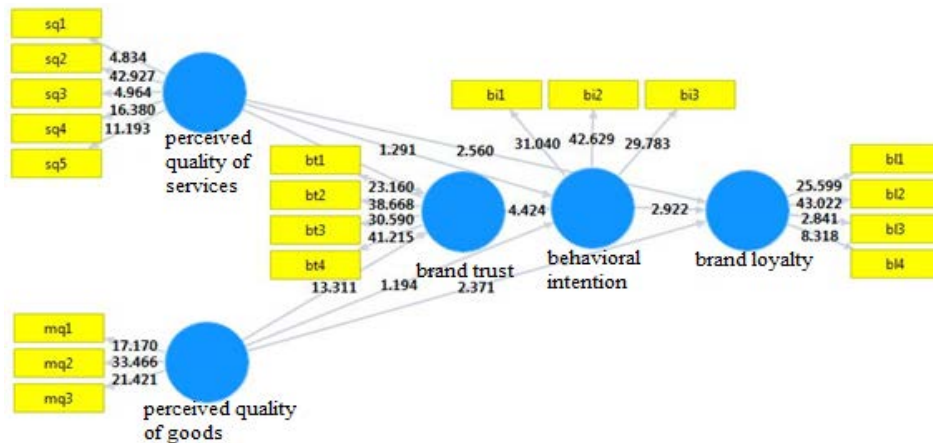 sq1
sq2
sq3
sq4
sq5
4.834
42.927
4.964
16.380
11.193
perceived
quality of
services
bt1
bt2
bt3
bt4
23.160
38.668
30.590
41.215
brand trust
1.291
2.560
4.424
bi1
bi2
bi3
31.040
42.629
29.783
behavioral
intention
2.922
brand loyalty
bl1
bl2
bl3
bl4
25.599
43.022
2.841
8.318
13.311
1.194
2.371
mq1
mq2
mq3
17.170
33.466
21.421
perceived quality
of goods